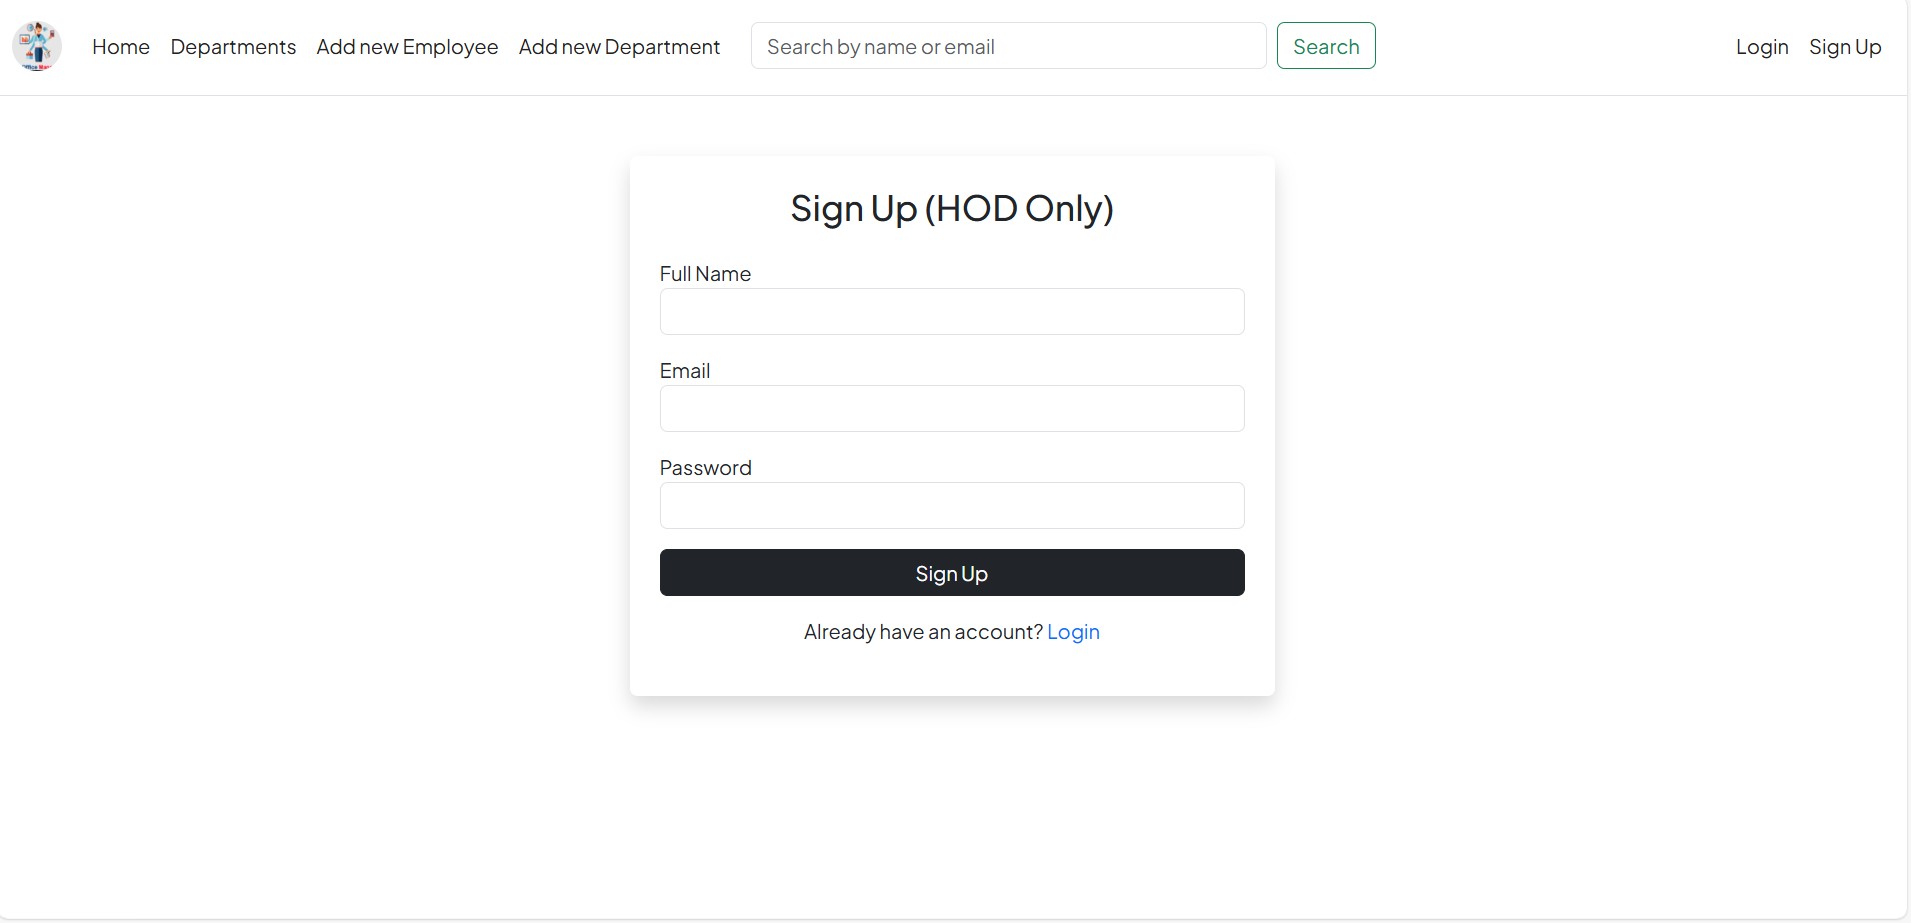 Home Departments Add new Employee Add new Department Search by name or email Search Login Sign Up
Sign Up (HOD Only)
Full Name
Email
Password
Sign Up
Already have an account? Login